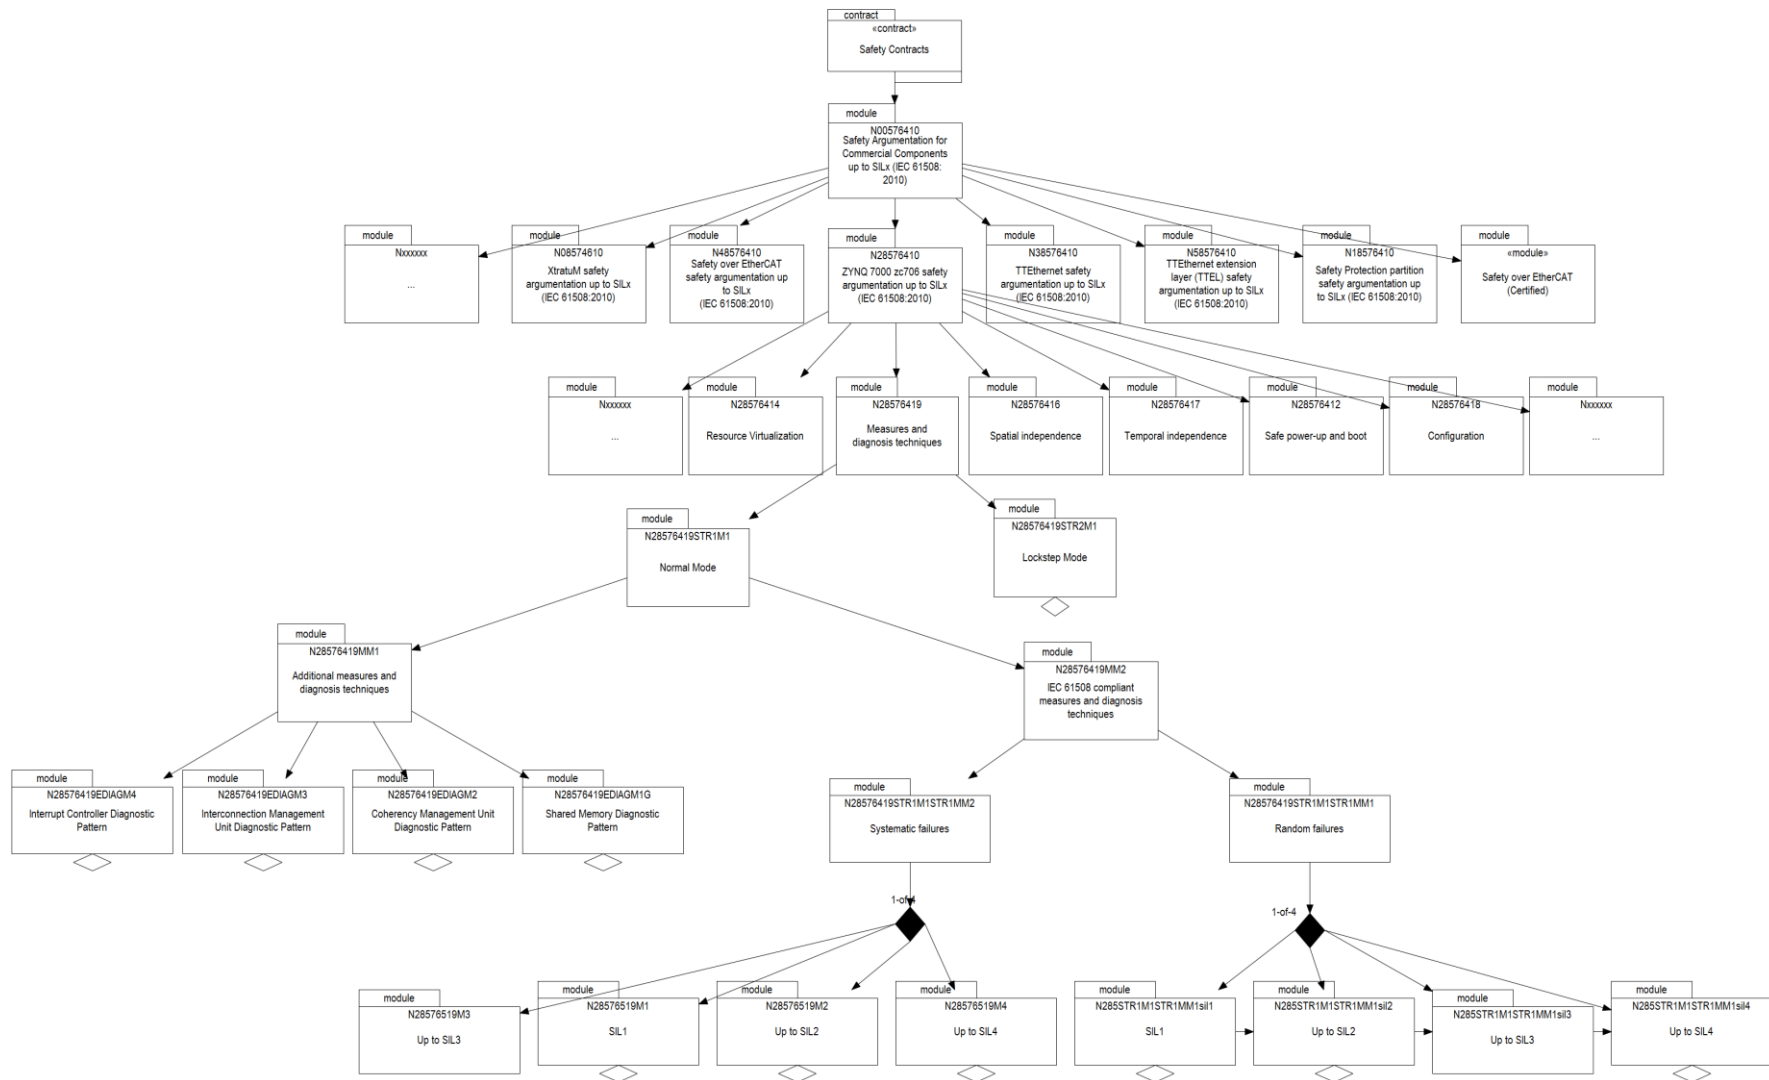 contract
«contract»
Safety Contracts
module
N00576410
Safety Argumentation for
Commercial Components
up to SILx (IEC 61508:
2010)
module
Nxxxxxx
...
module
N08574610
XtratuM safety
argumentation up to SILx
(IEC 61508:2010)
module
N48576410
Safety over EtherCAT
safety argumentation up
to SILx
(IEC 61508:2010)
module
N28576410
ZYNQ 7000 zc706 safety
argumentation up to SILx
(IEC 61508:2010)
module
N38576410
TTEthernet safety
argumentation up to SILx
(IEC 61508:2010)
module
N58576410
TTEthernet extension
layer (TTEL) safety
argumentation up to SILx
(IEC 61508:2010)
module
N18576410
Safety Protection partition
safety argumentation up
to SILx (IEC 61508:2010)
module
«module»
Safety over EtherCAT
(Certified)
module
Nxxxxxx
...
module
N28576414
Resource Virtualization
module
N28576419
Measures and
diagnosis techniques
module
N28576416
Spatial independence
module
N28576417
Temporal independence
module
N28576412
Safe power-up and boot
module
N28576418
Configuration
module
Nxxxxxx
...
module
N28576419STR1M1
Normal Mode
module
N28576419STR2M1
Lockstep Mode
module
N28576419MM1
Additional measures and
diagnosis techniques
module
N28576419MM2
IEC 61508 compliant
measures and diagnosis
techniques
module
N28576419EDIAGM4
Interrupt Controller Diagnostic
Pattern
module
N28576419EDIAGM3
Interconnection Management
Unit Diagnostic Pattern
module
N28576419EDIAGM2
Coherency Management Unit
Diagnostic Pattern
module
N28576419EDIAGM1G
Shared Memory Diagnostic
Pattern
module
N28576419STR1M1STR1MM2
Systematic failures
module
N28576419STR1M1STR1MM1
Random failures
1-of-4
1-of-4
module
N28576519M3
Up to SIL3
module
N28576519M1
SIL1
module
N28576519M2
Up to SIL2
module
N28576519M4
Up to SIL4
module
N285STR1M1STR1MM1sil1
SIL1
module
N285STR1M1STR1MM1sil2
Up to SIL2
module
N285STR1M1STR1MM1sil3
Up to SIL3
module
N285STR1M1STR1MM1sil4
Up to SIL4